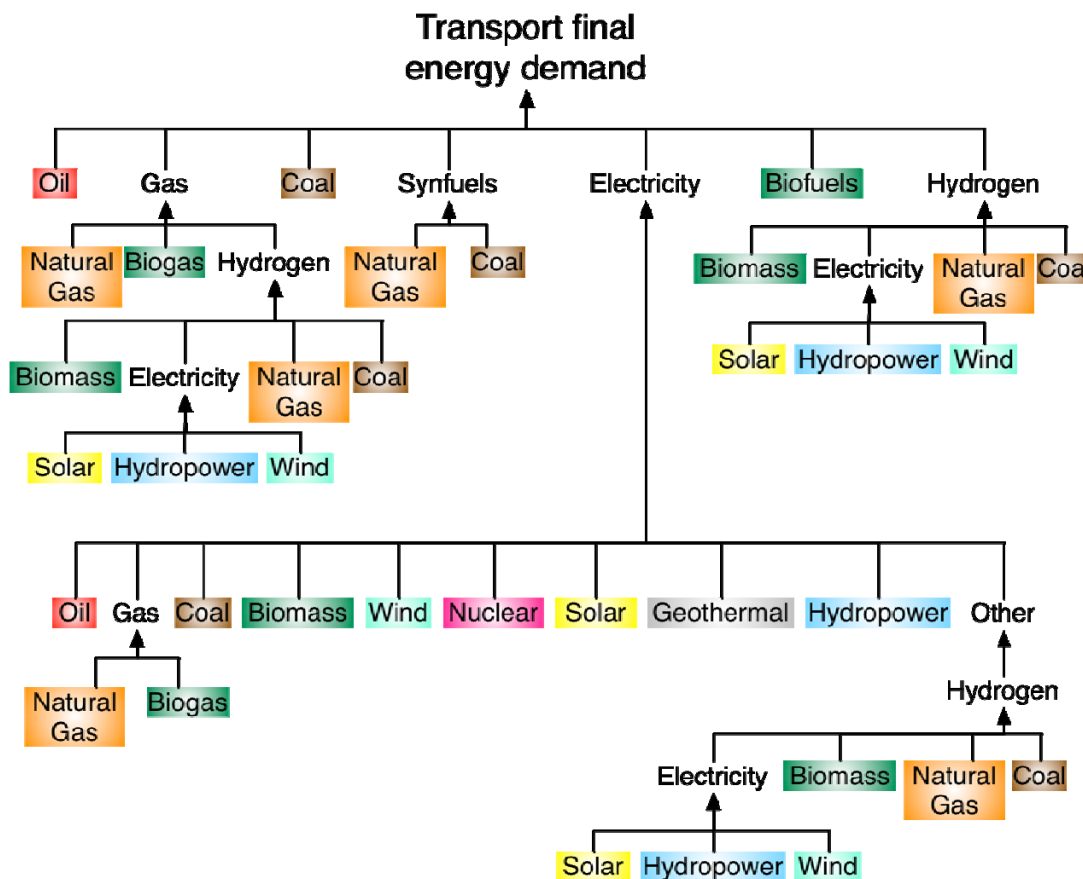 Transport final
energy demand
Oil Gas Coal Synfuels Electricity Biofuels Hydrogen
Natural Gas Biogas Hydrogen Natural Gas Coal Biomass Electricity Natural Gas Coal
Biomass Electricity Natural Gas Coal Solar Hydropower Wind
Solar Hydropower Wind
Oil Gas Coal Biomass Wind Nuclear Solar Geothermal Hydropower Other
Natural Gas Biogas Hydrogen
Electricity Biomass Natural Gas Coal
Solar Hydropower Wind